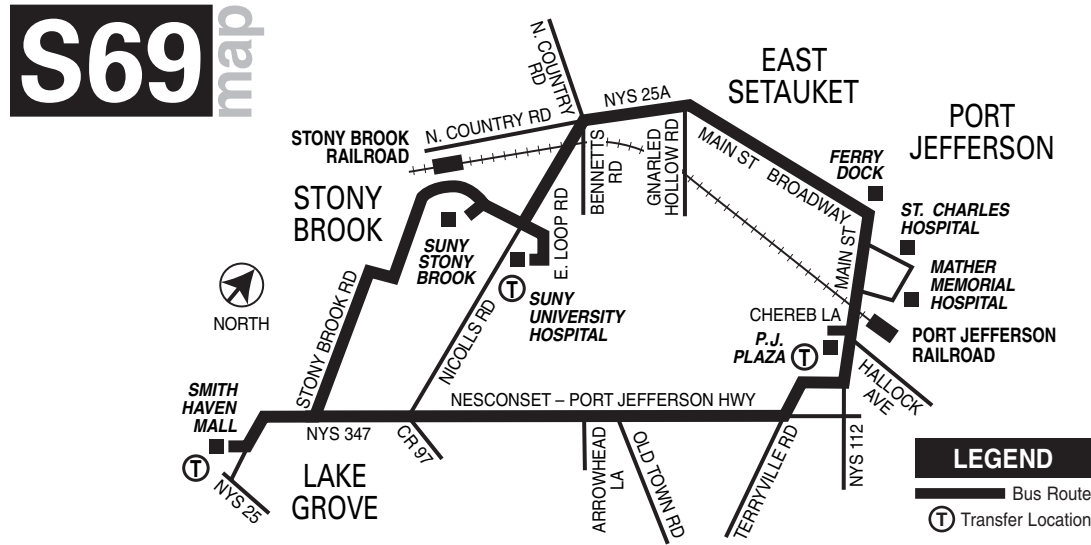 S69
map
N. COUNTRY
RD
NYS 25A
EAST
SETAUKET
PORT
JEFFERSON
N. COUNTRY RD
STONY BROOK
RAILROAD
BENNETTS
RD
GNARLED
HOLLOW RD
MAIN ST
BROADWAY
FERRY
DOCK
ST. CHARLES
HOSPITAL
STONY
BROOK
SUNY
STONY
BROOK
E. LOOP RD
T
SUNY
UNIVERSITY
HOSPITAL
MAIN ST
MATHER
MEMORIAL
HOSPITAL
NORTH
STONY BROOK RD
NICOLLS RD
CHEREB LA
P.J.
PLAZA
T
PORT JEFFERSON
RAILROAD
HALLOCK
AVE
SMITH
HAVEN
MALL
T
NYS 25
NYS 347
NESCONSET – PORT JEFFERSON HWY
CR 97
LAKE
GROVE
ARROWHEAD
LA
OLD TOWN RD
TERRYVILLE RD
NYS 112
LEGEND
Bus Route
T Transfer Location